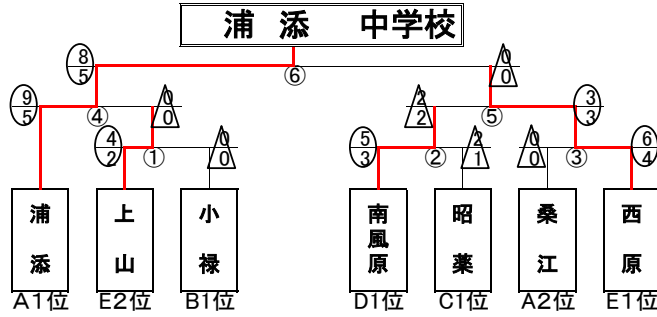 浦添 中学校
8 0
5 ⑥ 0
9 0 2 3
5 ④ 0 2 ⑤ 3
4 0 5 2 0 6
2 ① 0 3 ② 1 0 ③ 4
浦添 上山 小禄 南風原 昭薬 桑江 西原
A1位 E2位 B1位 D1位 C1位 A2位 E1位